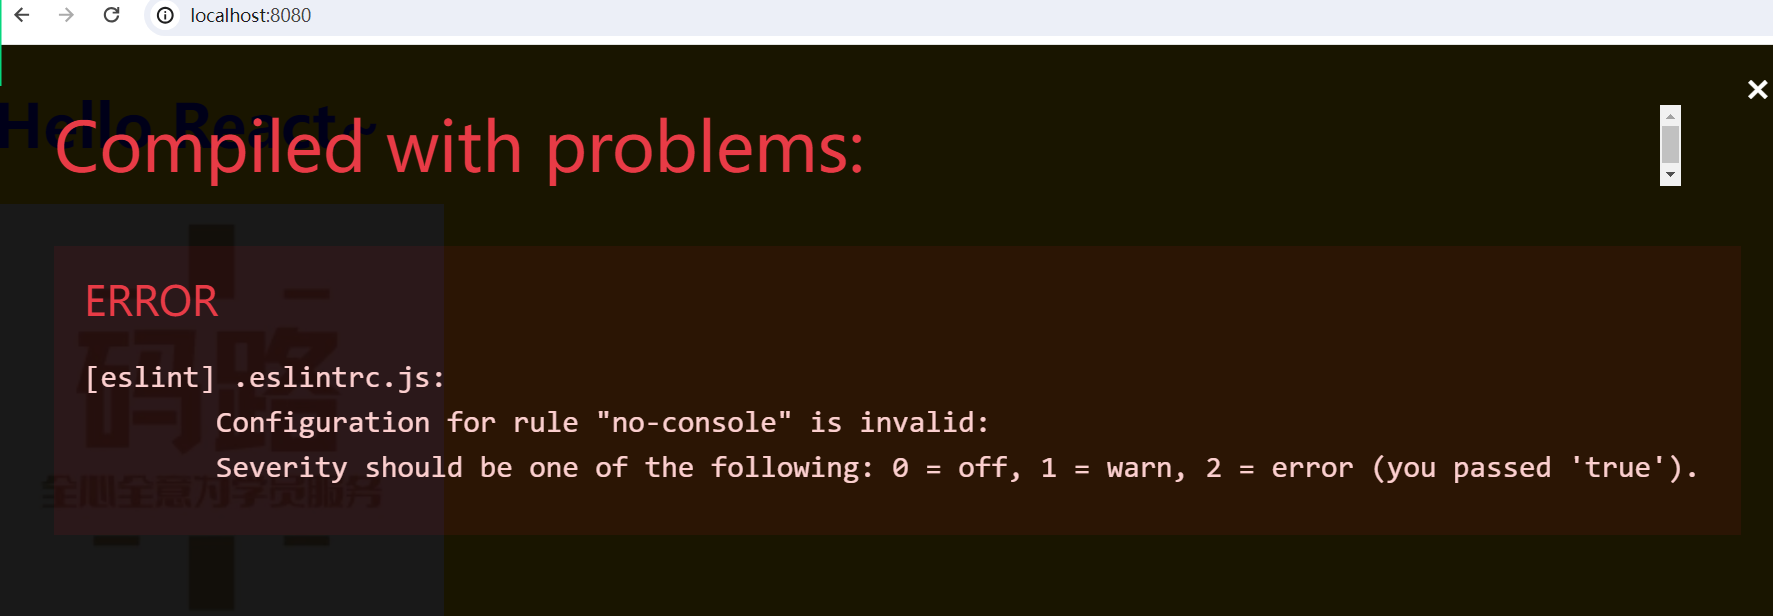 localhost:8080
Hello React~
Compiled with problems:
ERROR
码路
[eslint] .eslintrc.js:
Configuration for rule "no-console" is invalid:
Severity should be one of the following: 0 = off, 1 = warn, 2 = error (you passed 'true').
全心全意为学员服务